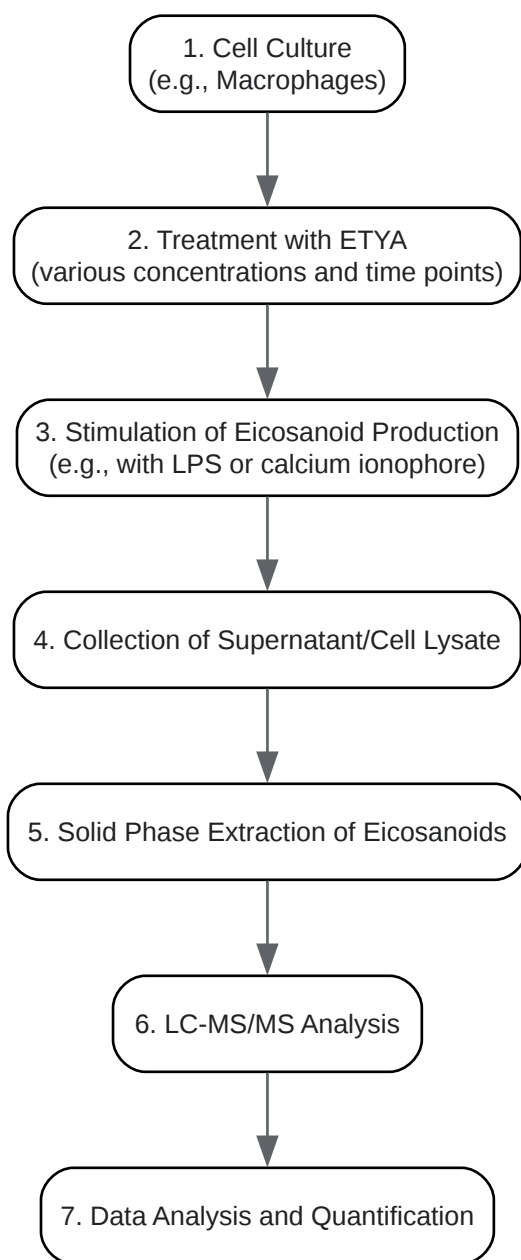 1. Cell Culture
(e.g., Macrophages)
2. Treatment with ETYA
(various concentrations and time points)
3. Stimulation of Eicosanoid Production
(e.g., with LPS or calcium ionophore)
4. Collection of Supernatant/Cell Lysate
5. Solid Phase Extraction of Eicosanoids
6. LC-MS/MS Analysis
7. Data Analysis and Quantification